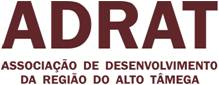 ADRAT
ASSOCIAÇÃO DE DESENVOLVIMENTO
DA REGIÃO DO ALTO TÂMEGA